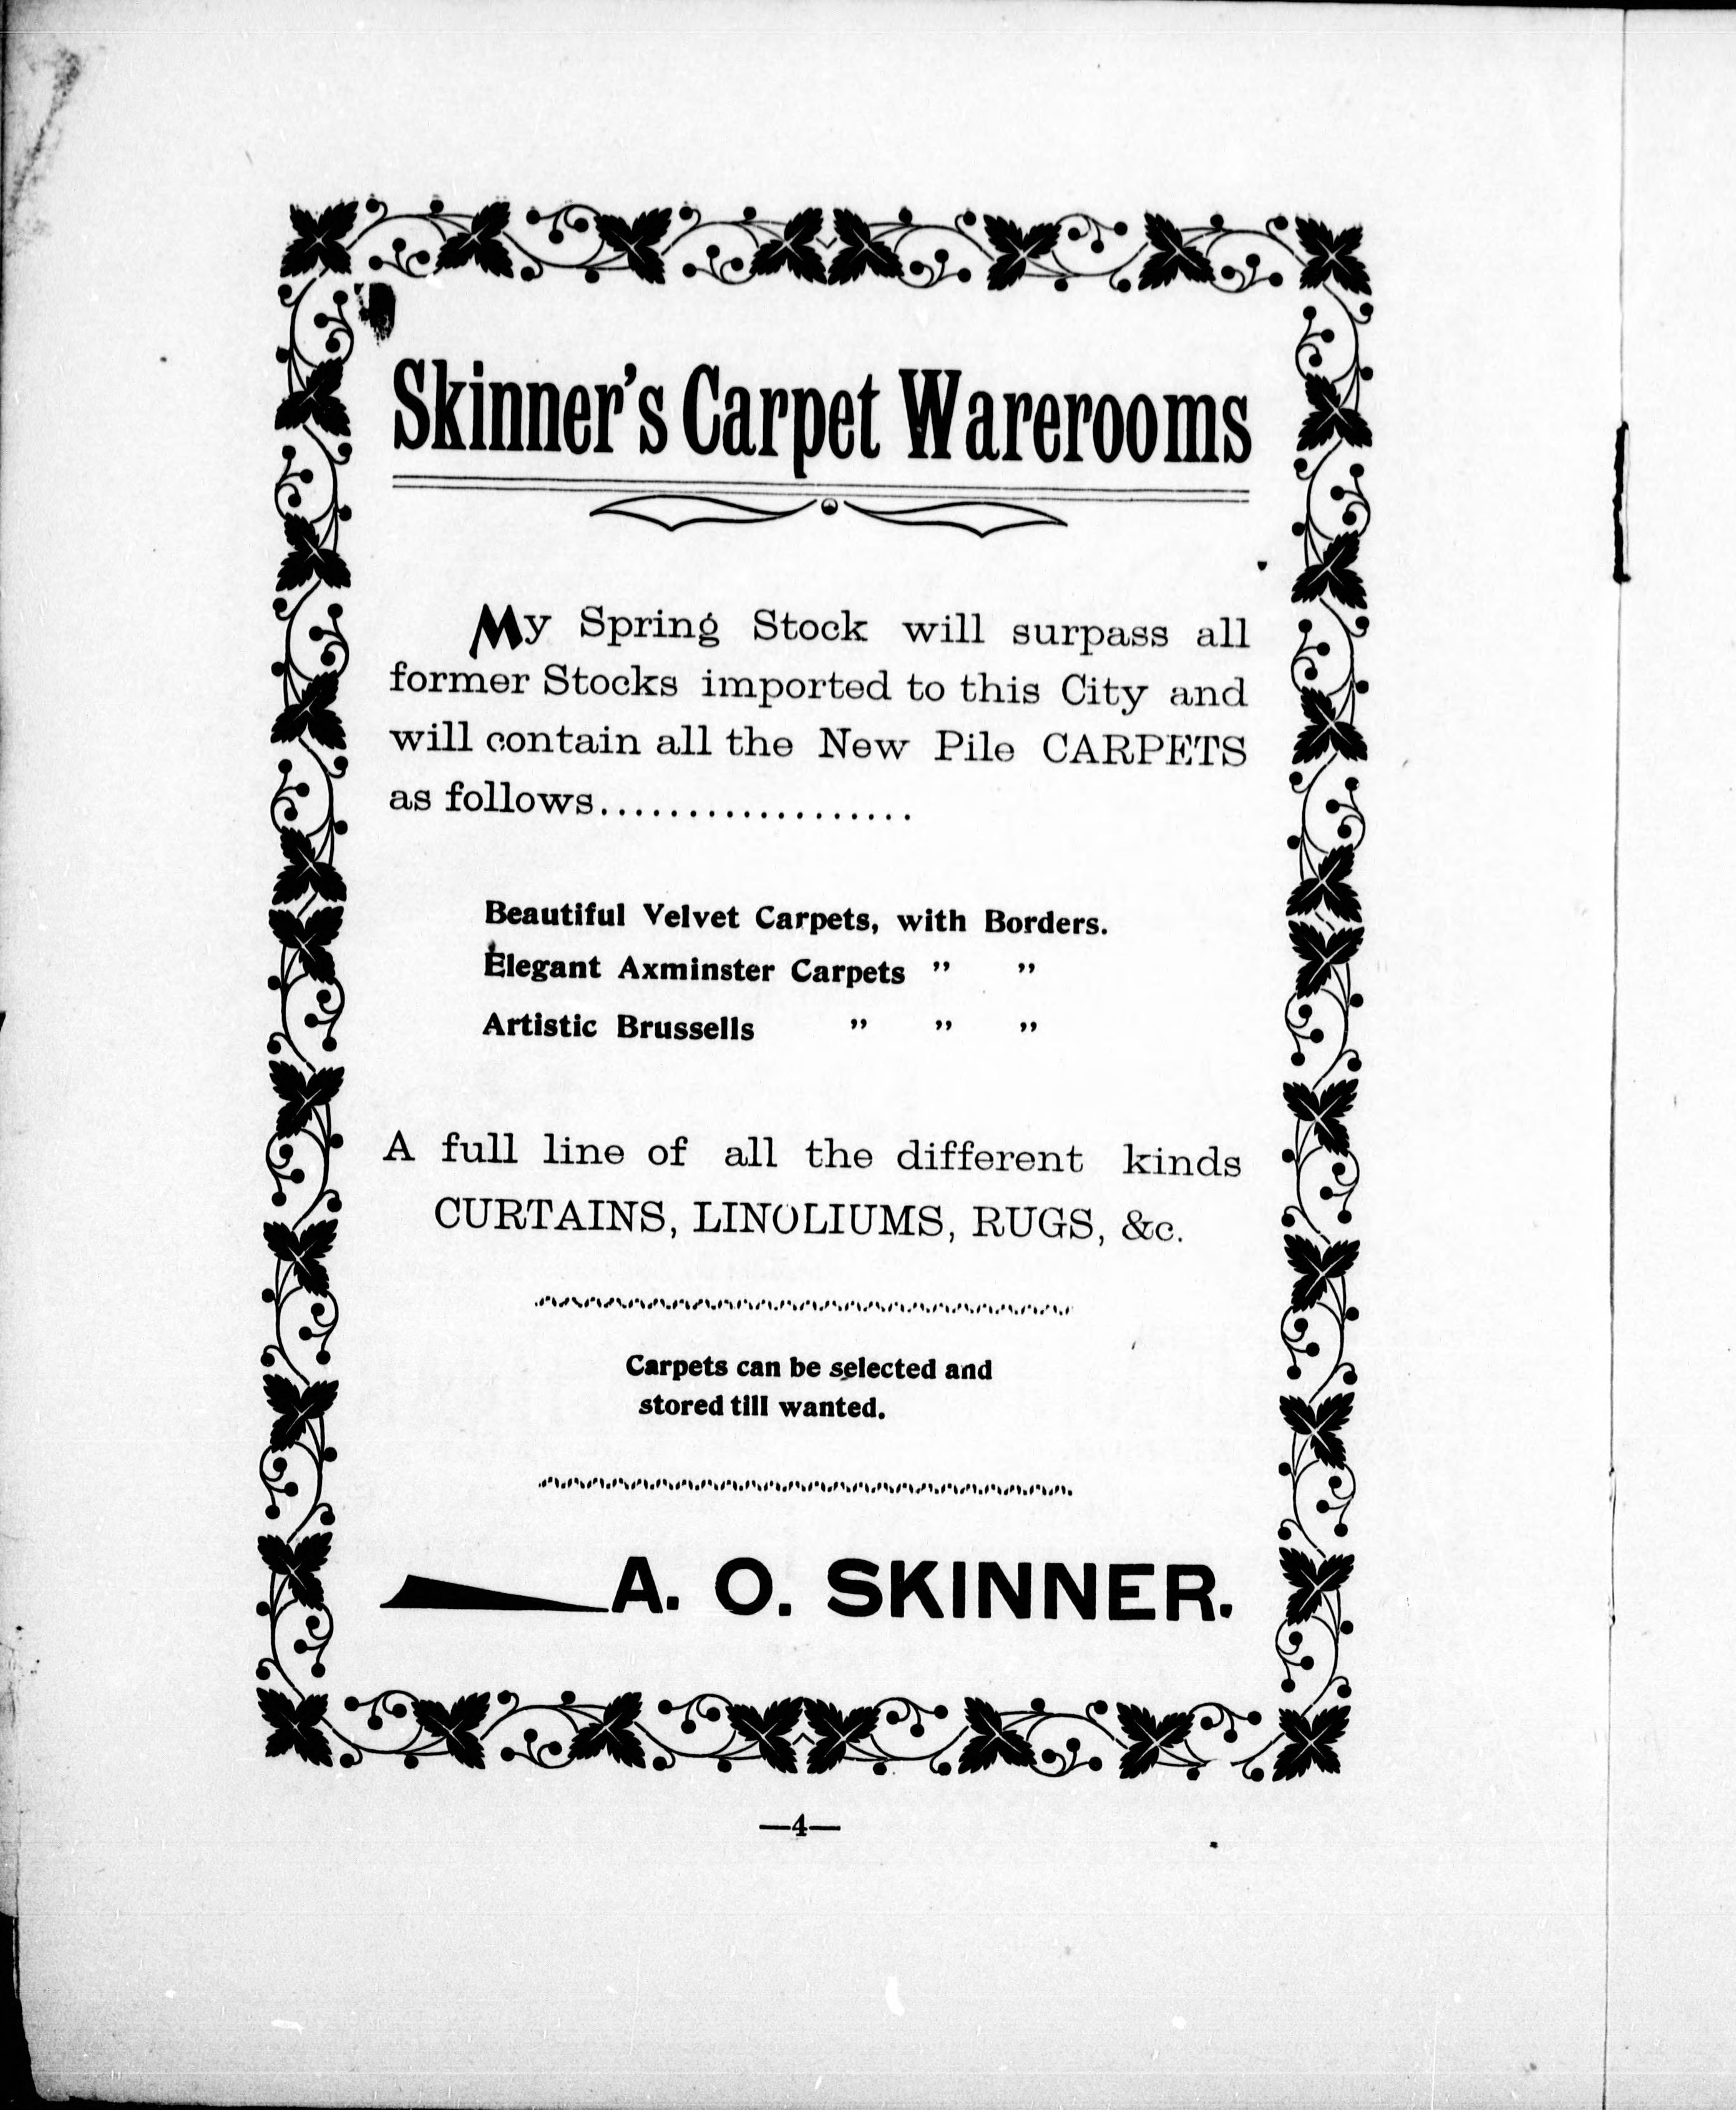 Skinner's Carpet Warerooms
My Spring Stock will surpass all
former Stocks imported to this City and
will contain all the New Pile CARPETS
as follows...................
Beautiful Velvet Carpets, with Borders.
Elegant Axminster Carpets " "
Artistic Brussells " " "
A full line of all the different kinds
CURTAINS, LINOLIUMS, RUGS, &c.
Carpets can be selected and
stored till wanted.
A. O. SKINNER.
—4—